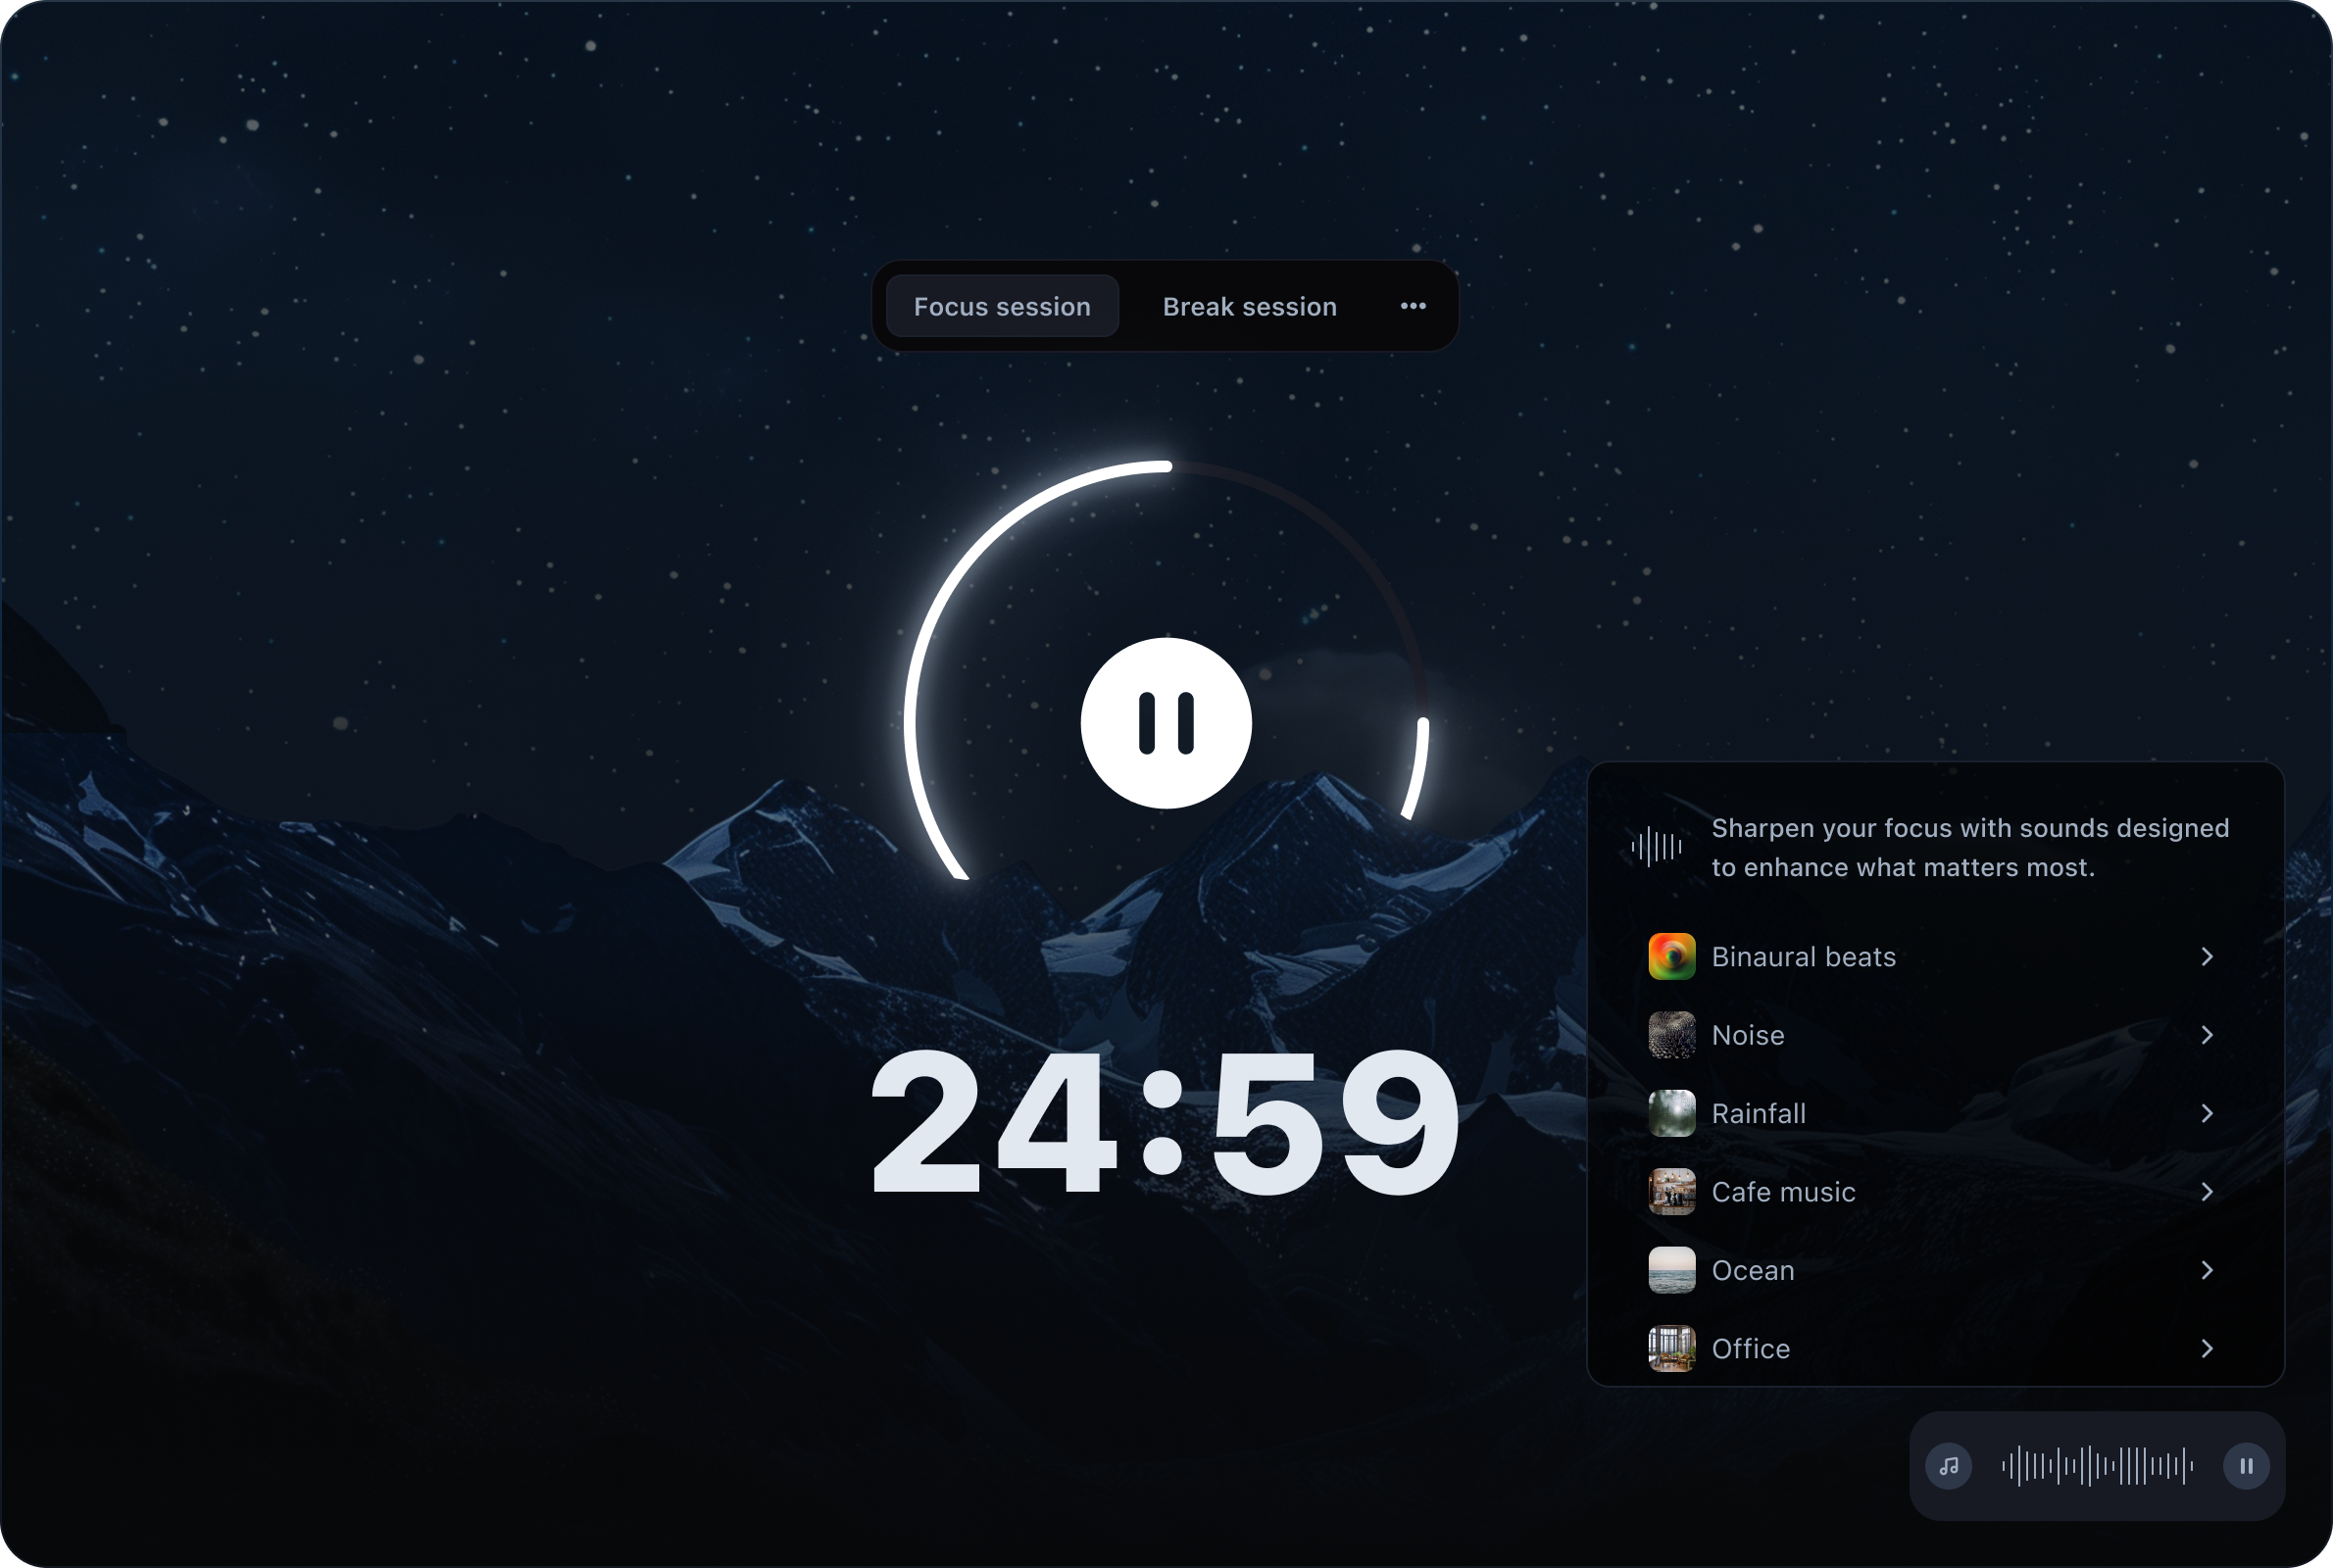 Focus session
Break session
24:59
Sharpen your focus with sounds designed
to enhance what matters most.
Binaural beats
Noise
Rainfall
Cafe music
Ocean
Office